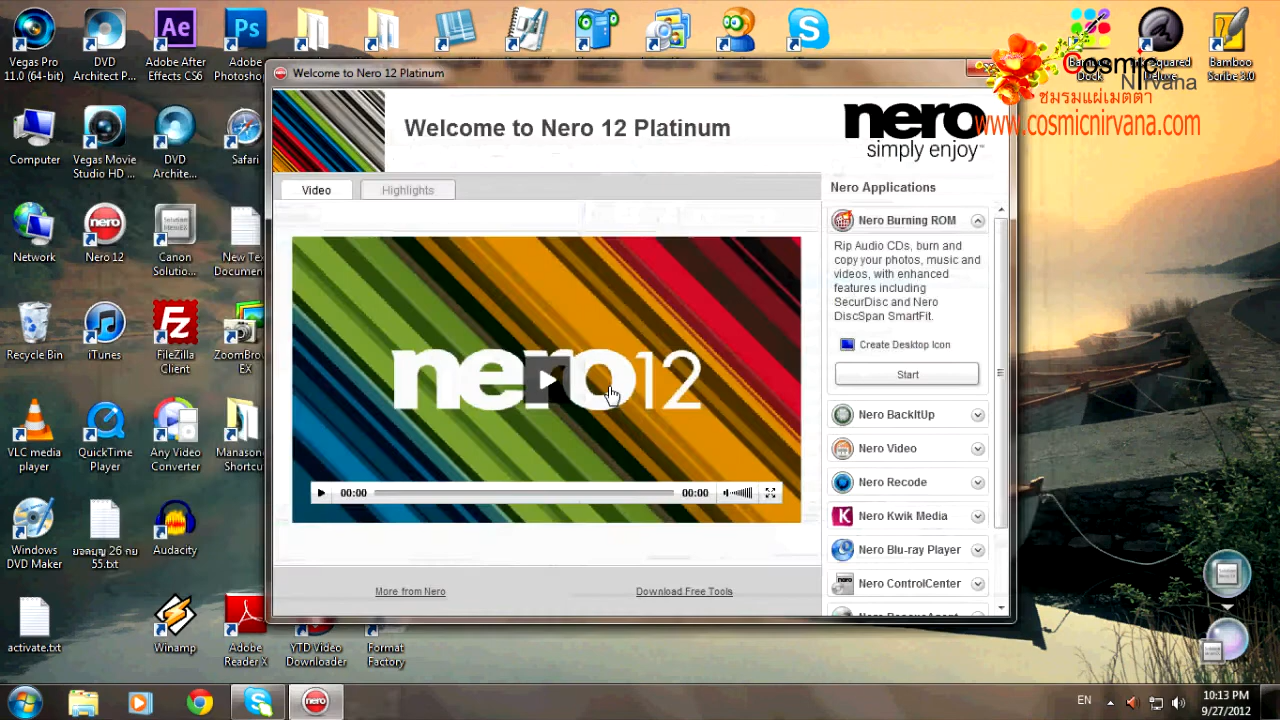 Vegas Pro
11.0 (64-bit)
DVD
Architect P...
Ae
Adobe After
Effects CS6
Ps
Adobe
Photoshop
Cosmic
Nirvana
ชมรมแผ่เมตตา
www.cosmicnirvana.com
Bamboo
Scribe 3.0
Computer
Vegas Movie
Studio HD ...
DVD
Archite...
Safari
Network
Nero 12
Canon
Solutio...
New Tex
Document
Recycle Bin
iTunes
FileZilla
Client
ZoomBro
EX
VLC media
player
QuickTime
Player
Any Video
Converter
Manason
Shortcu
Windows
DVD Maker
ยอดบุญ 26 กย
55.txt
Audacity
activate.txt
Winamp
Adobe
Reader X
YTD Video
Downloader
Format
Factory
Welcome to Nero 12 Platinum
Welcome to Nero 12 Platinum
nero
simply enjoy
Video
Highlights
nero12
00:00
00:00
More from Nero
Download Free Tools
Nero Applications
Nero Burning ROM
Rip Audio CDs, burn and
copy your photos, music and
videos, with enhanced
features including
SecurDisc and Nero
DiscSpan SmartFit.
Create Desktop Icon
Start
Nero BackItUp
Nero Video
Nero Recode
Nero Kwik Media
Nero Blu-ray Player
Nero ControlCenter
nero
EN
10:13 PM
9/27/2012